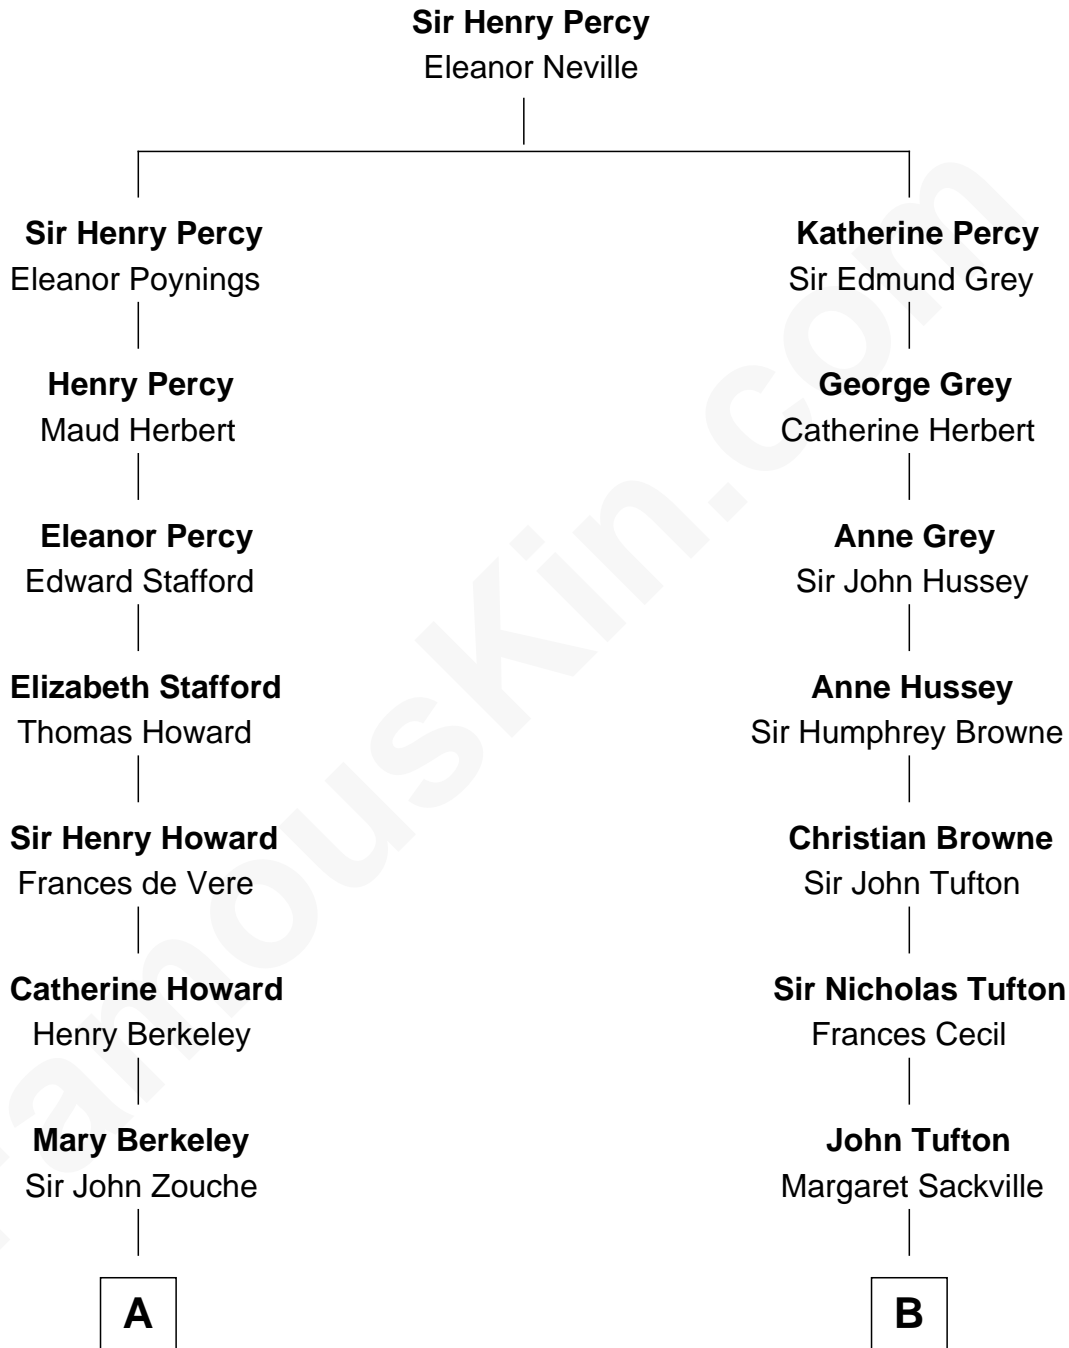 Sir Henry Percy
Eleanor Neville
Sir Henry Percy
Eleanor Poynings
Katherine Percy
Sir Edmund Grey
Henry Percy
Maud Herbert
George Grey
Catherine Herbert
Eleanor Percy
Edward Stafford
Anne Grey
Sir John Hussey
Elizabeth Stafford
Thomas Howard
Anne Hussey
Sir Humphrey Browne
Sir Henry Howard
Frances de Vere
Christian Browne
Sir John Tufton
Catherine Howard
Henry Berkeley
Sir Nicholas Tufton
Frances Cecil
Mary Berkeley
Sir John Zouche
John Tufton
Margaret Sackville
A
B
FamousKin.com